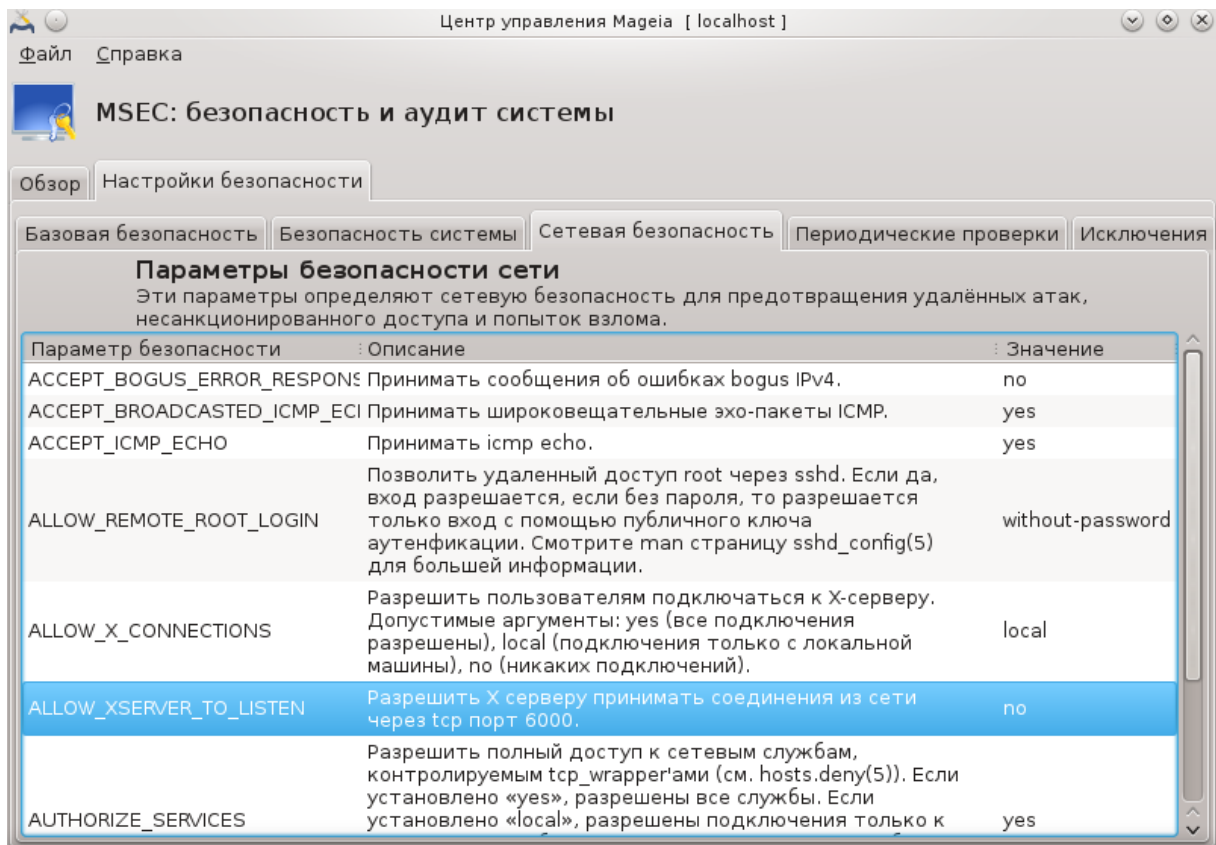 Центр управления Mageia [ localhost ]
Файл Справка
MSEC: безопасность и аудит системы
Обзор Настройки безопасности
Базовая безопасность Безопасность системы Сетевая безопасность Периодические проверки Исключения
Параметры безопасности сети
Эти параметры определяют сетевую безопасность для предотвращения удалённых атак,
несанкционированного доступа и попыток взлома.
Параметр безопасности Описание Значение
ACCEPT_BOGUS_ERROR_RESPONS Принимать сообщения об ошибках bogus IPv4. no
ACCEPT_BROADCASTED_ICMP_ECI Принимать широковещательные эхо-пакеты ICMP. yes
ACCEPT_ICMP_ECHO Принимать icmp echo. yes
Позволить удаленный доступ root через sshd. Если да,
вход разрешается, если без пароля, то разрешается
ALLOW_REMOTE_ROOT_LOGIN только вход с помощью публичного ключа without-password
аутенфикации. Смотрите man страницу sshd_config(5)
для большей информации.
Разрешить пользователям подключаться к X-серверу.
Допустимые аргументы: yes (все подключения
ALLOW_X_CONNECTIONS разрешены), local (подключения только с локальной local
машины), no (никаких подключений).
ALLOW_XSERVER_TO_LISTEN Разрешить X серверу принимать соединения из сети no
через tcp порт 6000.
Разрешить полный доступ к сетевым службам,
контролируемым tcp_wrapper'ами (см. hosts.deny(5)). Если
установлено «yes», разрешены все службы. Если
AUTHORIZE_SERVICES установлено «local», разрешены подключения только к yes